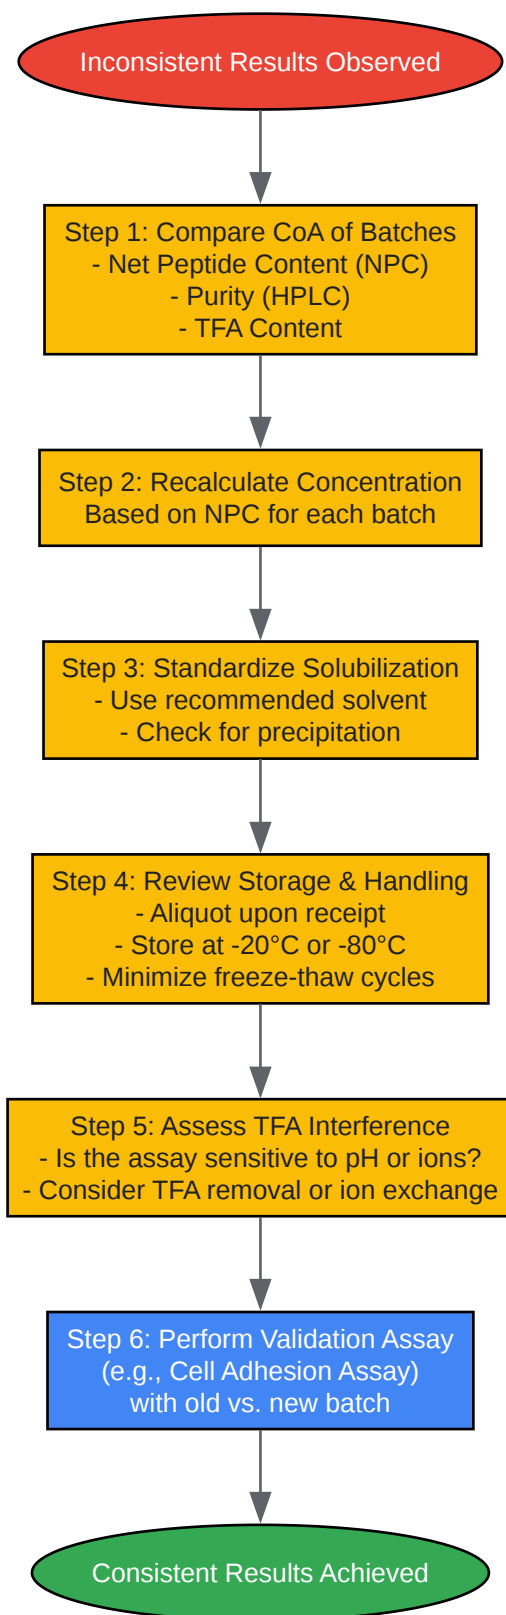 Inconsistent Results Observed
Step 1: Compare CoA of Batches
- Net Peptide Content (NPC)
- Purity (HPLC)
- TFA Content
Step 2: Recalculate Concentration
Based on NPC for each batch
Step 3: Standardize Solubilization
- Use recommended solvent
- Check for precipitation
Step 4: Review Storage & Handling
- Aliquot upon receipt
- Store at -20°C or -80°C
- Minimize freeze-thaw cycles
Step 5: Assess TFA Interference
- Is the assay sensitive to pH or ions?
- Consider TFA removal or ion exchange
Step 6: Perform Validation Assay
(e.g., Cell Adhesion Assay)
with old vs. new batch
Consistent Results Achieved